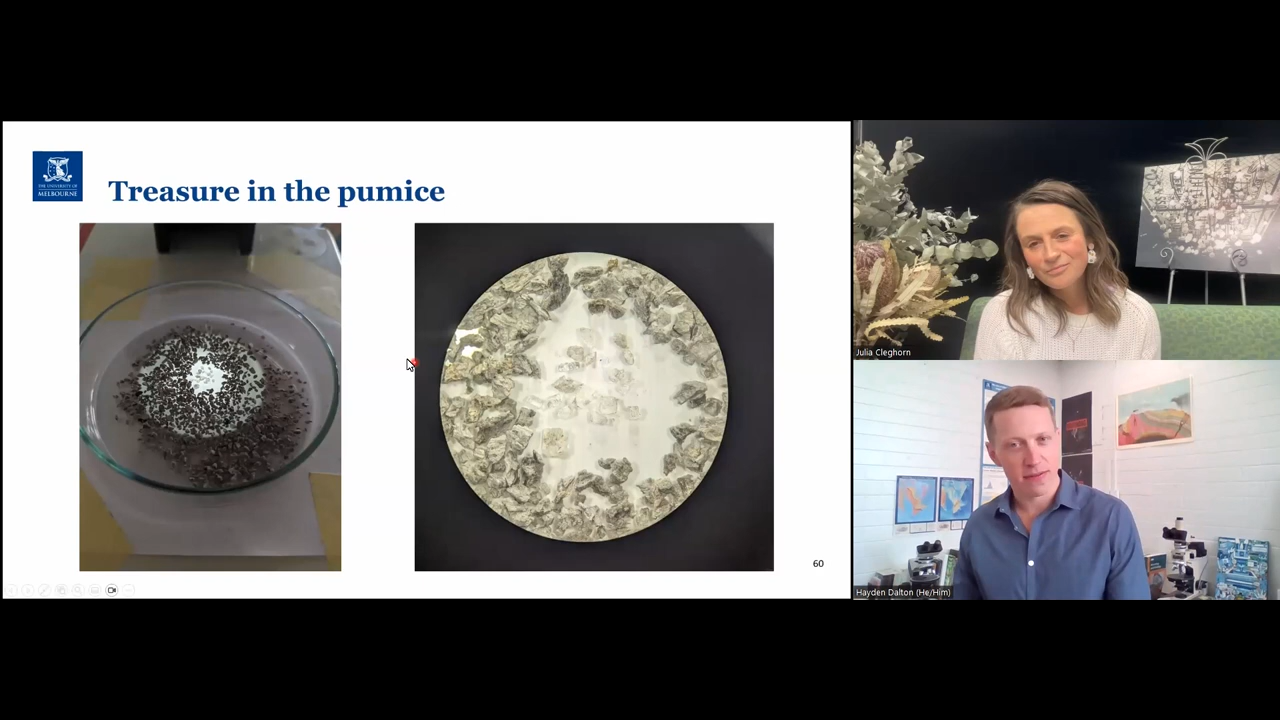 THE UNIVERSITY OF
MELBOURNE
Treasure in the pumice
60
Julia Cleghorn
Hayden Dalton (He/Him)